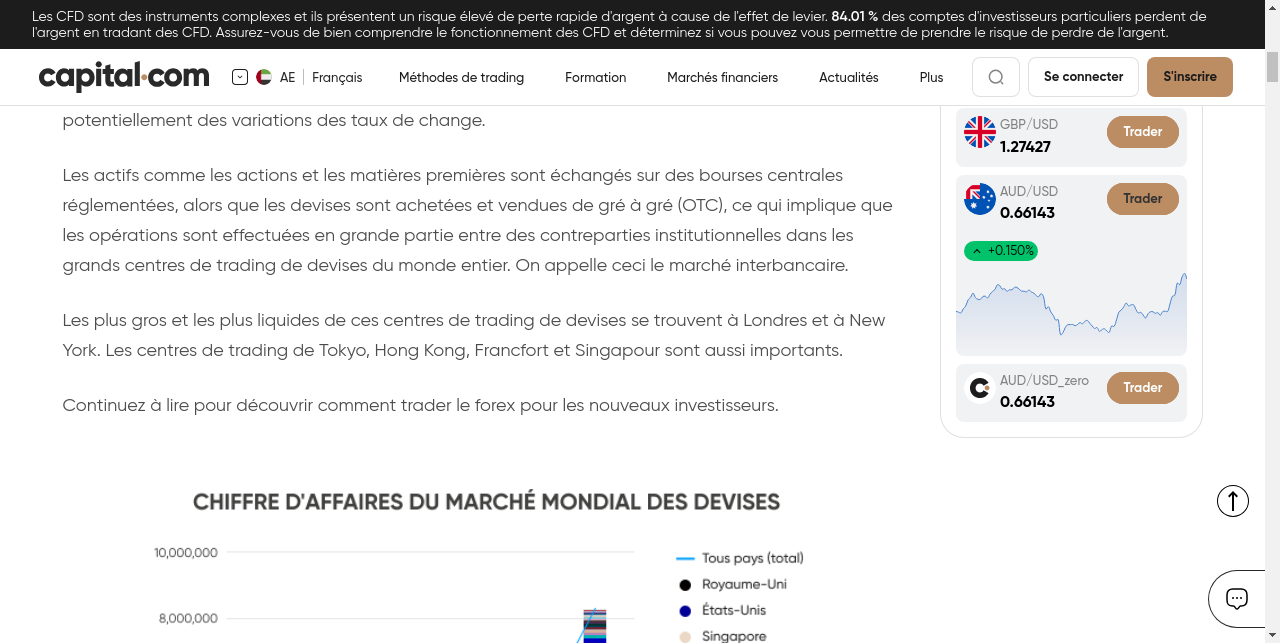 Les CFD sont des instruments complexes et ils présentent un risque élevé de perte rapide d'argent à cause de l'effet de levier. 84.01 % des comptes d'investisseurs particuliers perdent de
l'argent en tradant des CFD. Assurez-vous de bien comprendre le fonctionnement des CFD et déterminez si vous pouvez vous permettre de prendre le risque de perdre de l'argent.
capital.com AE Français Méthodes de trading Formation Marchés financiers Actualités Plus Se connecter S'inscrire
potentiellement des variations des taux de change.
Les actifs comme les actions et les matières premières sont échangés sur des bourses centrales
réglementées, alors que les devises sont achetées et vendues de gré à gré (OTC), ce qui implique que
les opérations sont effectuées en grande partie entre des contreparties institutionnelles dans les
grands centres de trading de devises du monde entier. On appelle ceci le marché interbancaire.
Les plus gros et les plus liquides de ces centres de trading de devises se trouvent à Londres et à New
York. Les centres de trading de Tokyo, Hong Kong, Francfort et Singapour sont aussi importants.
Continuez à lire pour découvrir comment trader le forex pour les nouveaux investisseurs.
GBP/USD
1.27427
Trader
AUD/USD
0.66143
Trader
+0.150%
AUD/USD_zero
0.66143
Trader
CHIFFRE D'AFFAIRES DU MARCHÉ MONDIAL DES DEVISES
10,000,000
8,000,000
Tous pays (total)
Royaume-Uni
États-Unis
Singapore